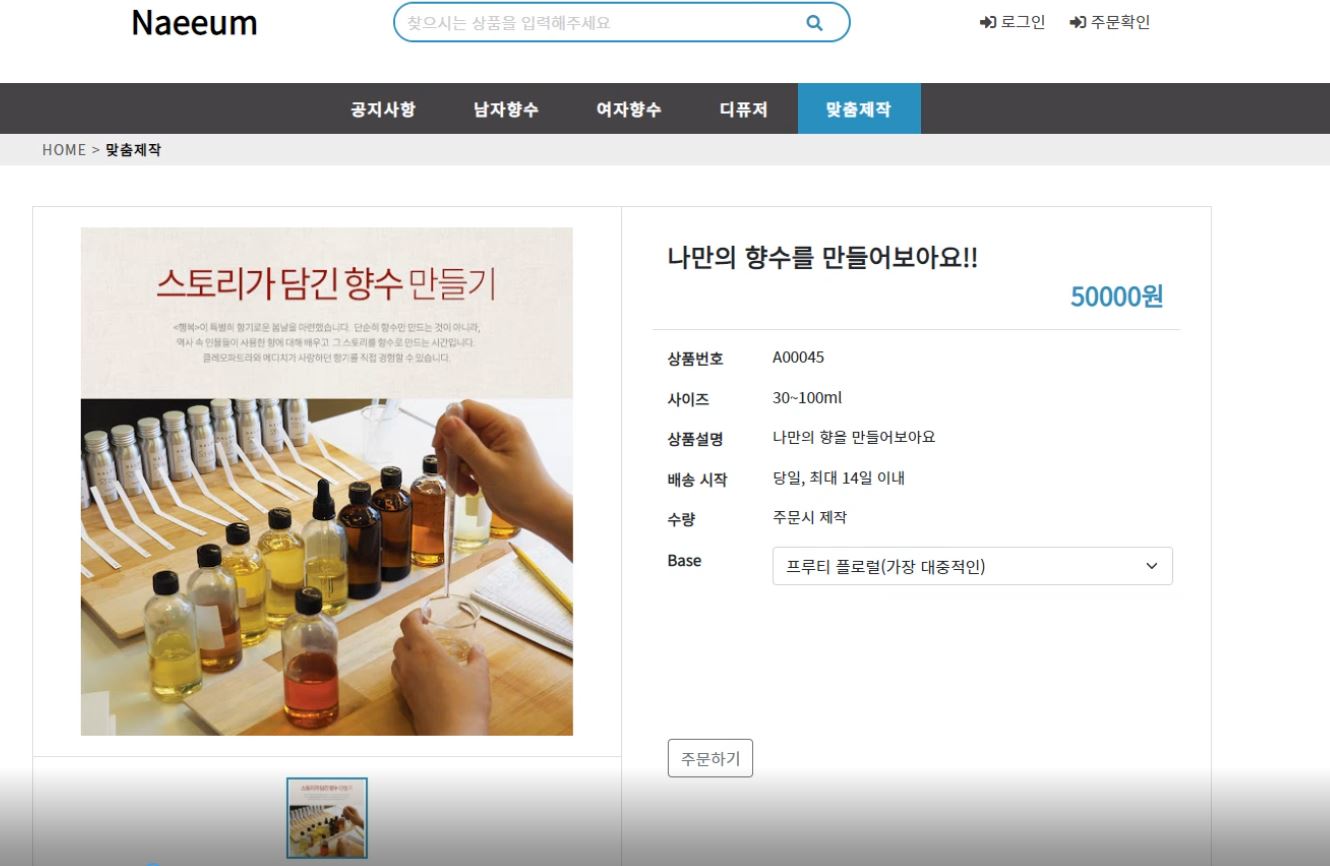 Naeeum
찾으시는 상품을 입력해주세요
로그인 주문확인
공지사항 남자향수 여자향수 디퓨저 맞춤제작
HOME > 맞춤제작
스토리가 담긴 향수 만들기
<행복>이 특별히 향기로운 봄날을 마련했습니다. 단순히 향수만 만드는 것이 아니라,
역사 속 인물들이 사용한 향에 대해 배우고 그 스토리를 향수로 만드는 시간입니다.
클레오파트라와 메디치가 사랑하던 향기를 직접 경험할 수 있습니다.
나만의 향수를 만들어보아요!!
50000원
상품번호 A00045
사이즈 30~100ml
상품설명 나만의 향을 만들어보아요
배송 시작 당일, 최대 14일 이내
수량 주문시 제작
Base 프루티 플로럴(가장 대중적인)
주문하기
스토리가 담긴 향수 만들기